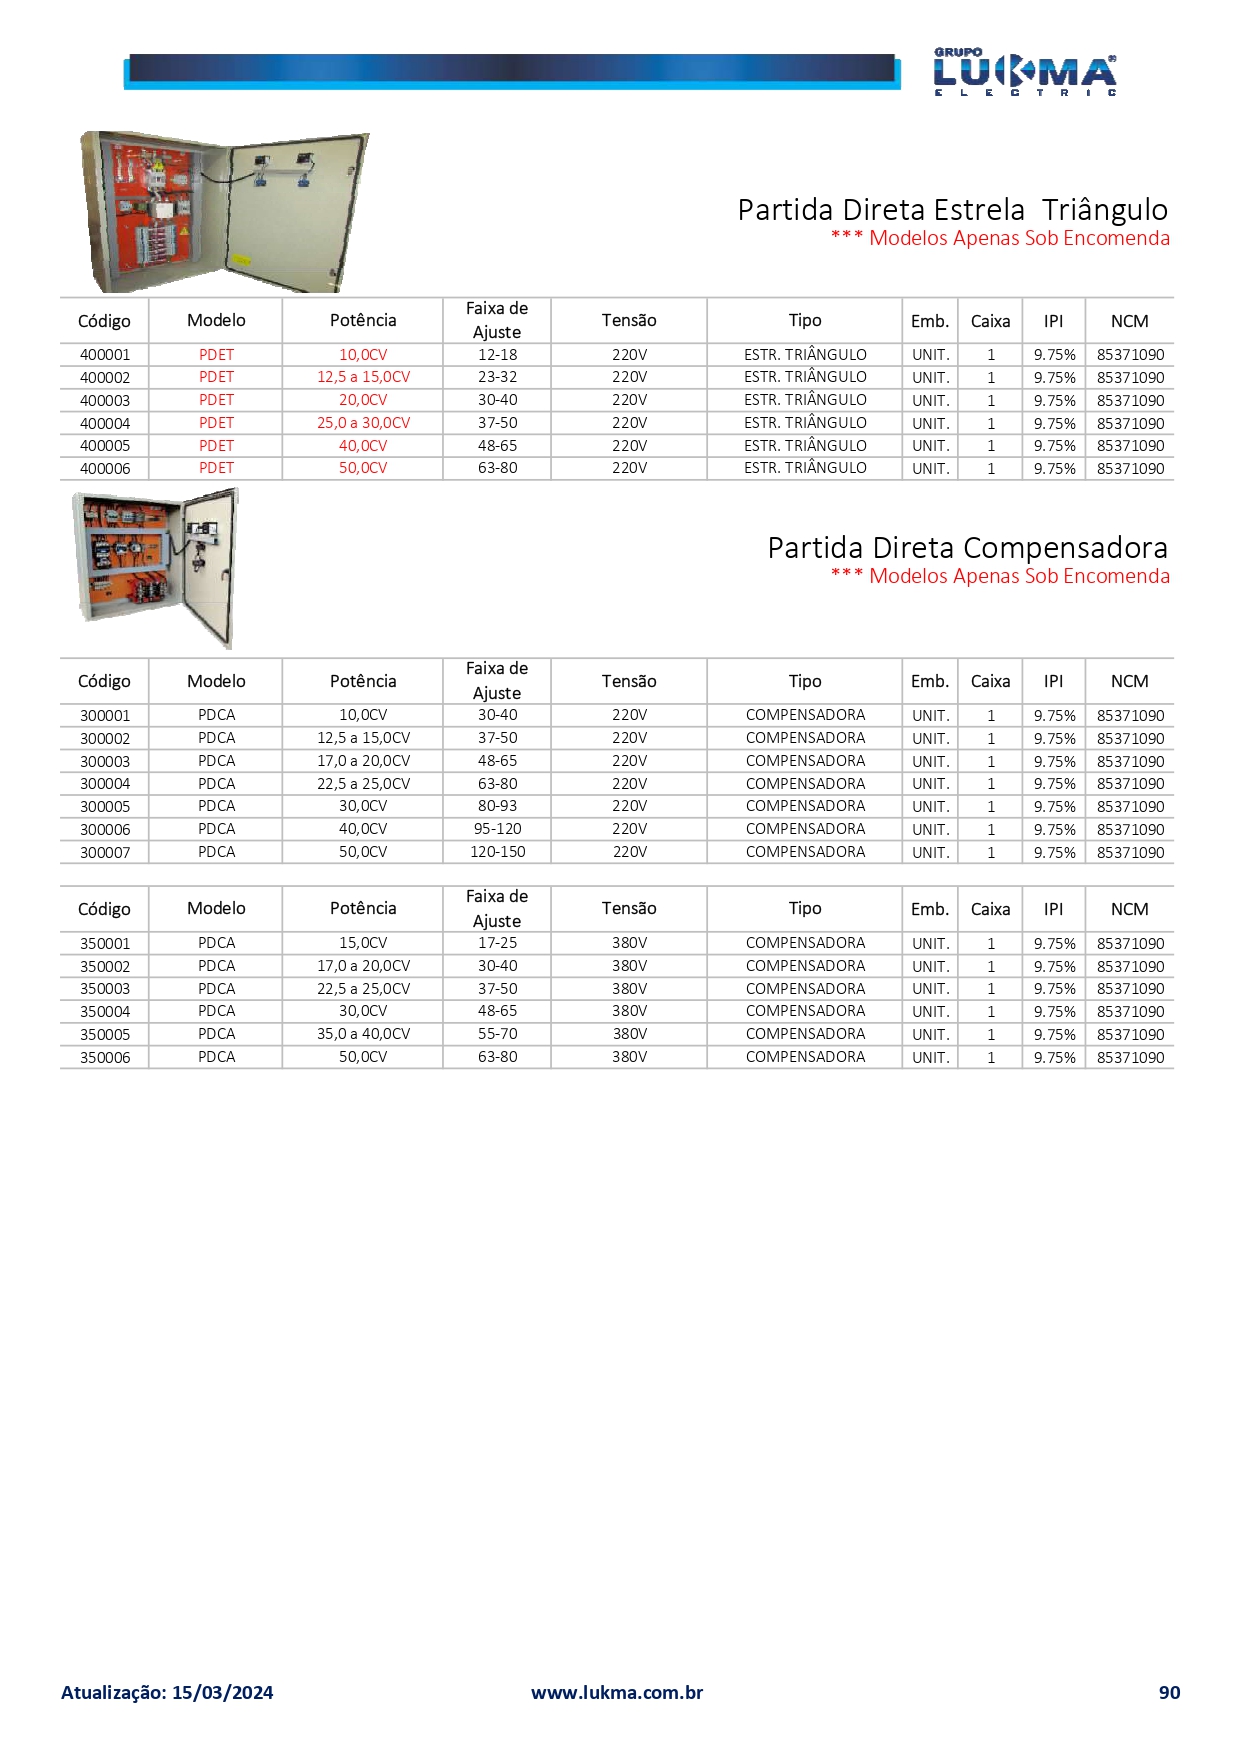 GRUPO
LUKMA
ELECTRIC
Partida Direta Estrela  Triângulo
*** Modelos Apenas Sob Encomenda
Código Modelo Potência Faixa de Ajuste Tensão Tipo Emb. Caixa IPI NCM
400001 PDET 10,0CV 12-18 220V ESTR. TRIÂNGULO UNIT. 1 9.75% 85371090
400002 PDET 12,5 a 15,0CV 23-32 220V ESTR. TRIÂNGULO UNIT. 1 9.75% 85371090
400003 PDET 20,0CV 30-40 220V ESTR. TRIÂNGULO UNIT. 1 9.75% 85371090
400004 PDET 25,0 a 30,0CV 37-50 220V ESTR. TRIÂNGULO UNIT. 1 9.75% 85371090
400005 PDET 40,0CV 48-65 220V ESTR. TRIÂNGULO UNIT. 1 9.75% 85371090
400006 PDET 50,0CV 63-80 220V ESTR. TRIÂNGULO UNIT. 1 9.75% 85371090
Partida Direta Compensadora
*** Modelos Apenas Sob Encomenda
Código Modelo Potência Faixa de Ajuste Tensão Tipo Emb. Caixa IPI NCM
300001 PDCA 10,0CV 30-40 220V COMPENSADORA UNIT. 1 9.75% 85371090
300002 PDCA 12,5 a 15,0CV 37-50 220V COMPENSADORA UNIT. 1 9.75% 85371090
300003 PDCA 17,0 a 20,0CV 48-65 220V COMPENSADORA UNIT. 1 9.75% 85371090
300004 PDCA 22,5 a 25,0CV 63-80 220V COMPENSADORA UNIT. 1 9.75% 85371090
300005 PDCA 30,0CV 80-93 220V COMPENSADORA UNIT. 1 9.75% 85371090
300006 PDCA 40,0CV 95-120 220V COMPENSADORA UNIT. 1 9.75% 85371090
300007 PDCA 50,0CV 120-150 220V COMPENSADORA UNIT. 1 9.75% 85371090
Código Modelo Potência Faixa de Ajuste Tensão Tipo Emb. Caixa IPI NCM
350001 PDCA 15,0CV 17-25 380V COMPENSADORA UNIT. 1 9.75% 85371090
350002 PDCA 17,0 a 20,0CV 30-40 380V COMPENSADORA UNIT. 1 9.75% 85371090
350003 PDCA 22,5 a 25,0CV 37-50 380V COMPENSADORA UNIT. 1 9.75% 85371090
350004 PDCA 30,0CV 48-65 380V COMPENSADORA UNIT. 1 9.75% 85371090
350005 PDCA 35,0 a 40,0CV 55-70 380V COMPENSADORA UNIT. 1 9.75% 85371090
350006 PDCA 50,0CV 63-80 380V COMPENSADORA UNIT. 1 9.75% 85371090
Atualização: 15/03/2024 www.lukma.com.br 90